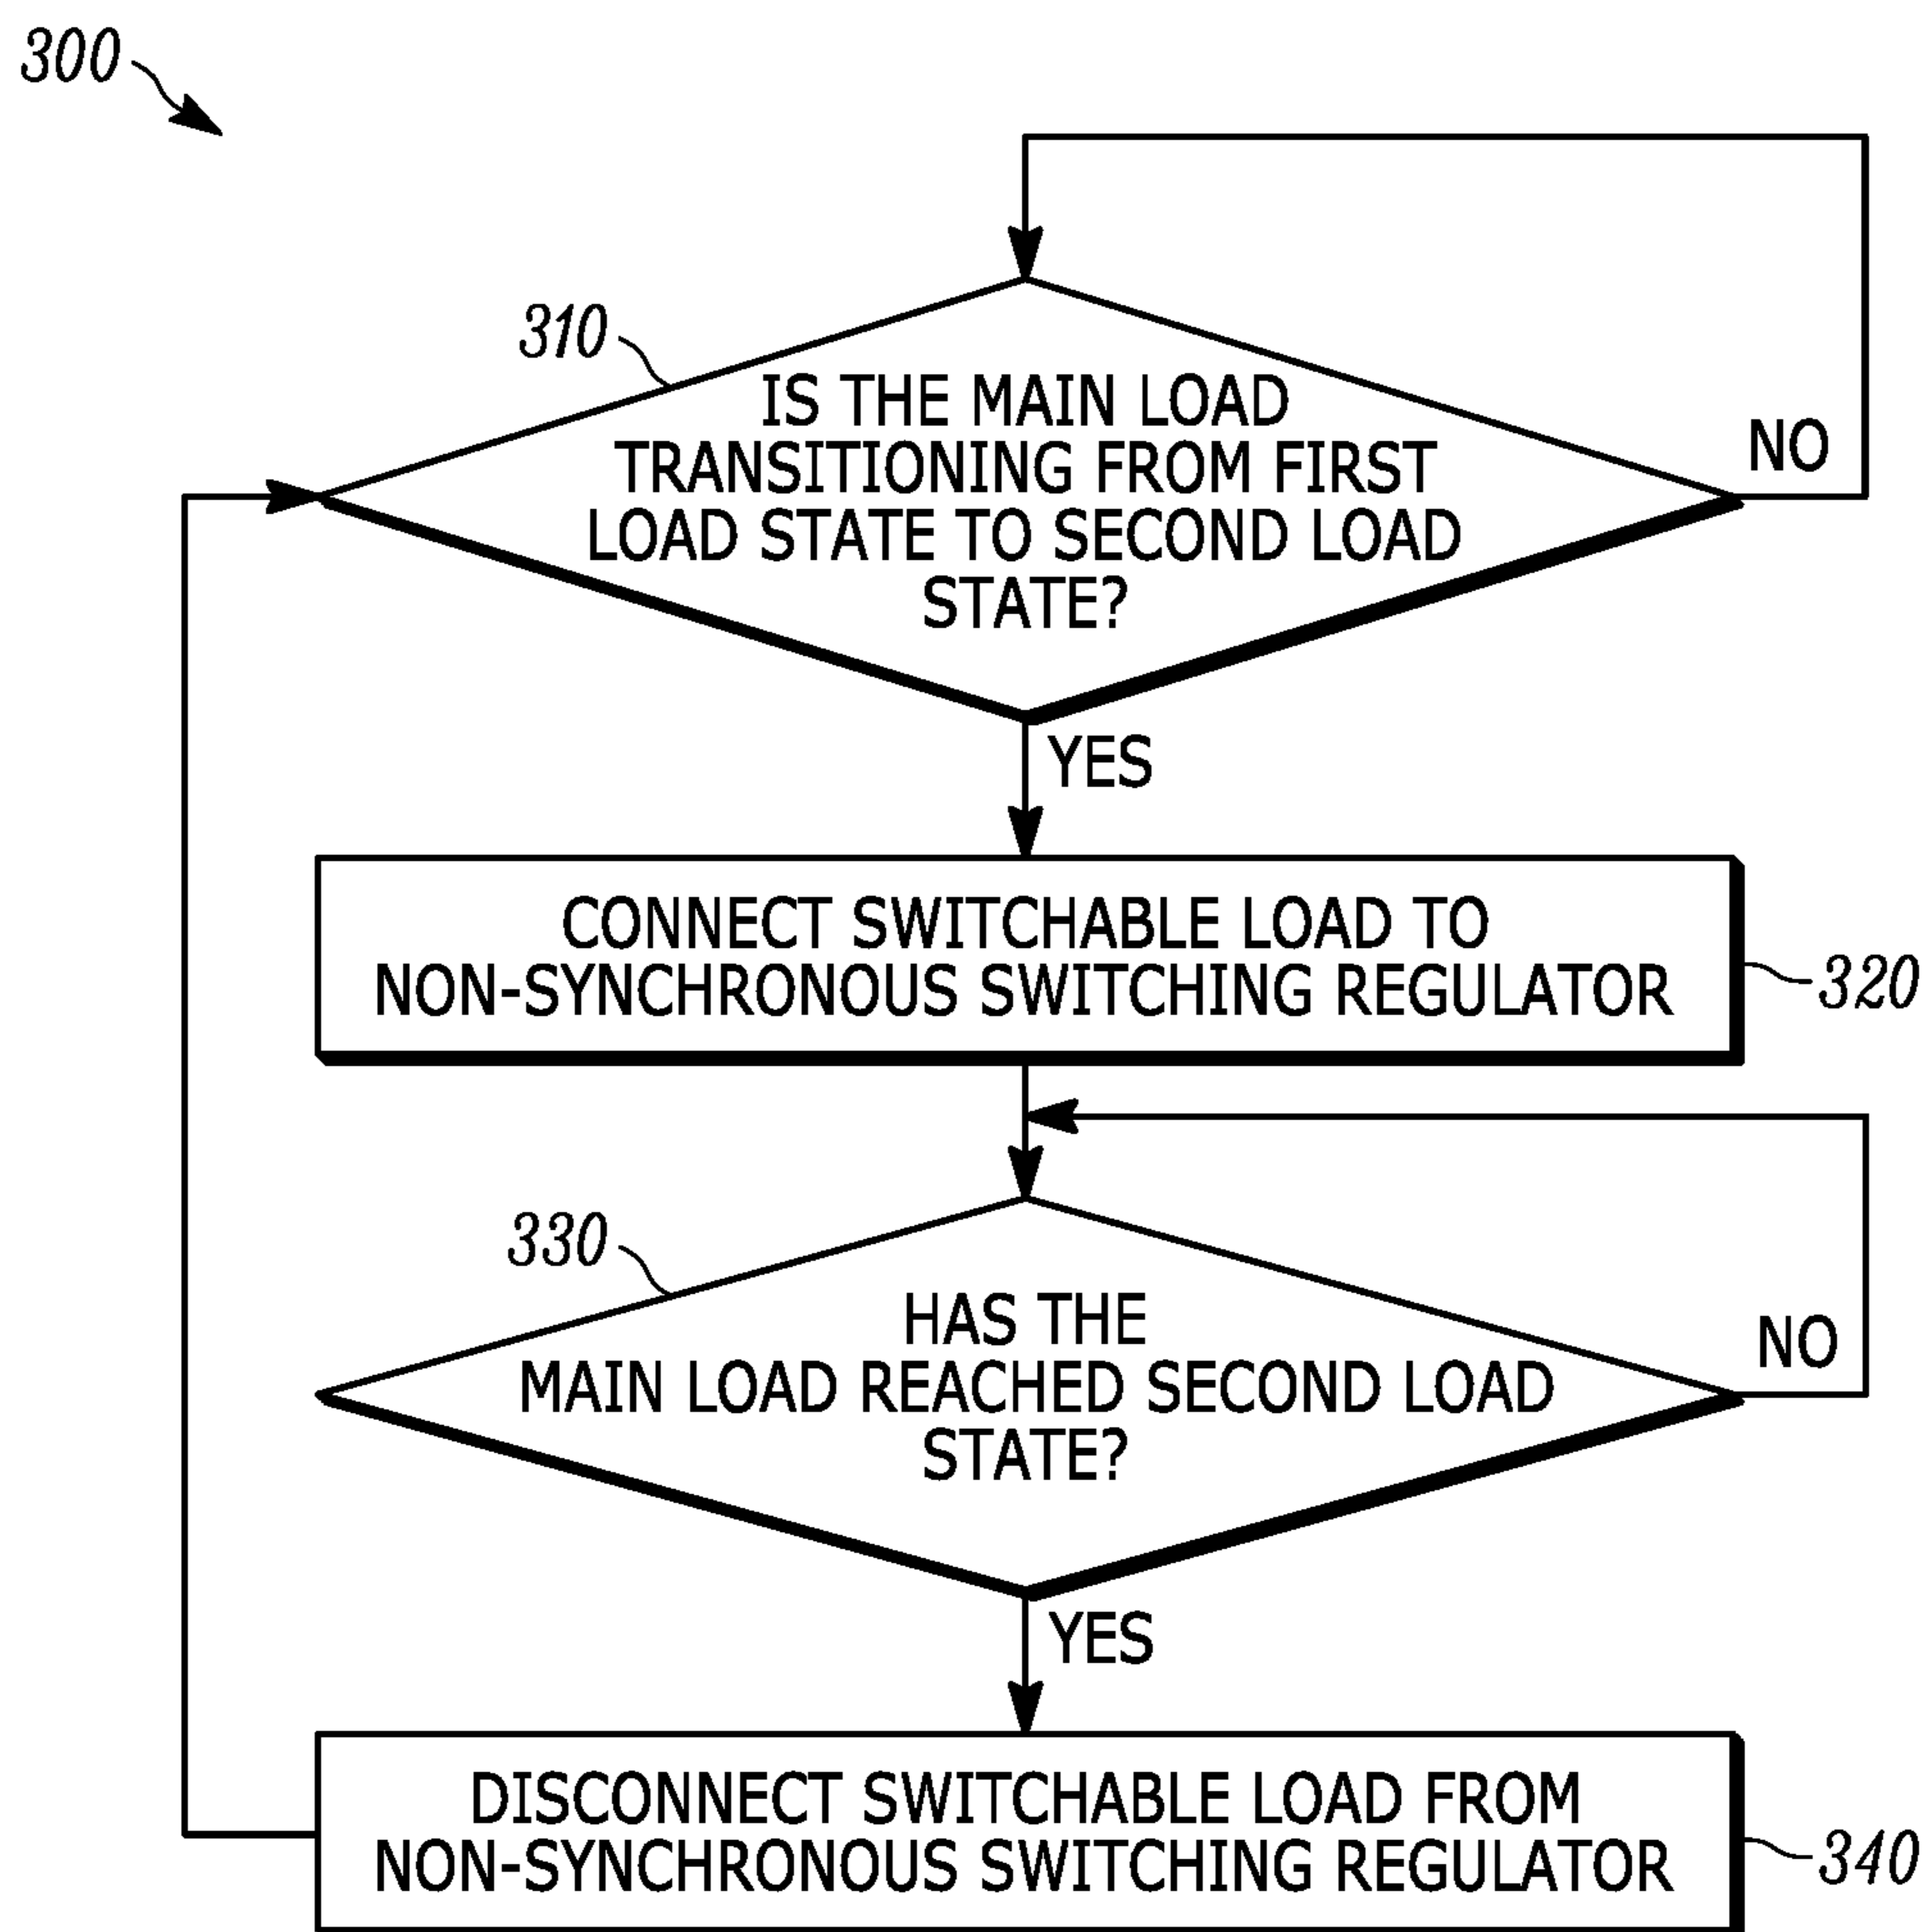 300
310
IS THE MAIN LOAD
TRANSITIONING FROM FIRST
LOAD STATE TO SECOND LOAD
STATE?
NO
YES
CONNECT SWITCHABLE LOAD TO
NON-SYNCHRONOUS SWITCHING REGULATOR
320
330
HAS THE
MAIN LOAD REACHED SECOND LOAD
STATE?
NO
YES
DISCONNECT SWITCHABLE LOAD FROM
NON-SYNCHRONOUS SWITCHING REGULATOR
340